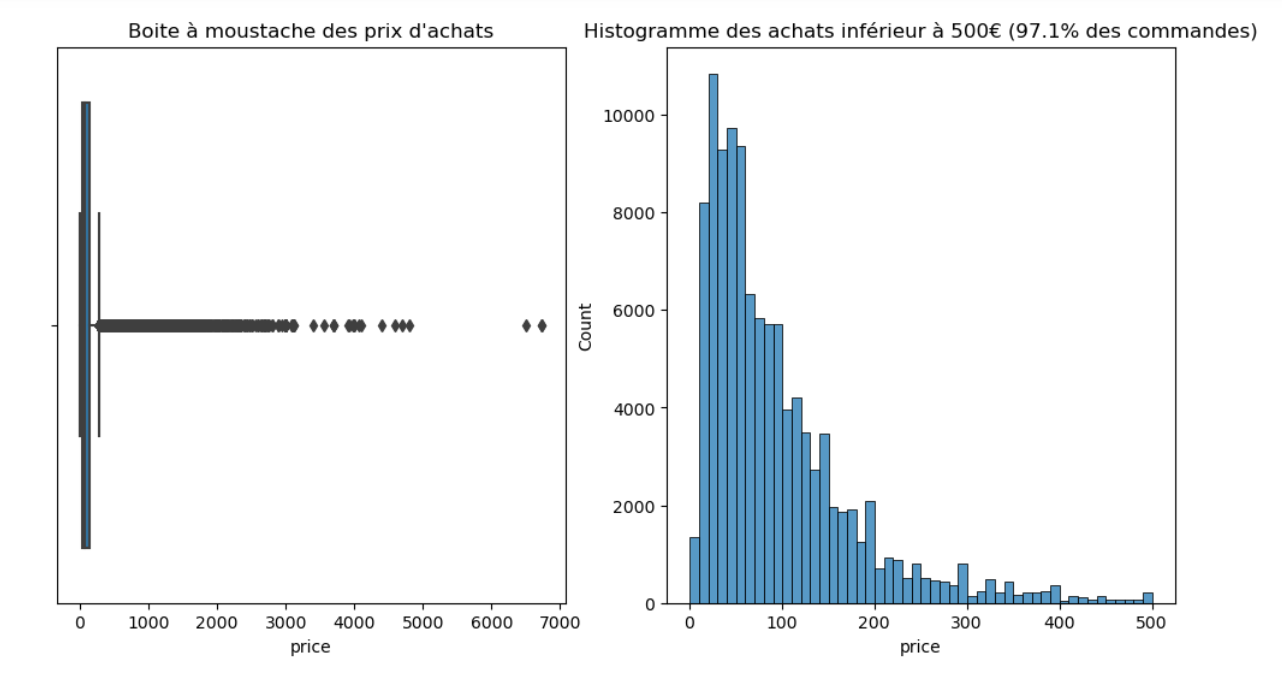 Boite à moustache des prix d'achats
0 1000 2000 3000 4000 5000 6000 7000
price
Histogramme des achats inférieur à 500€ (97.1% des commandes)
10000
8000
6000
4000
2000
0
Count
0 100 200 300 400 500
price